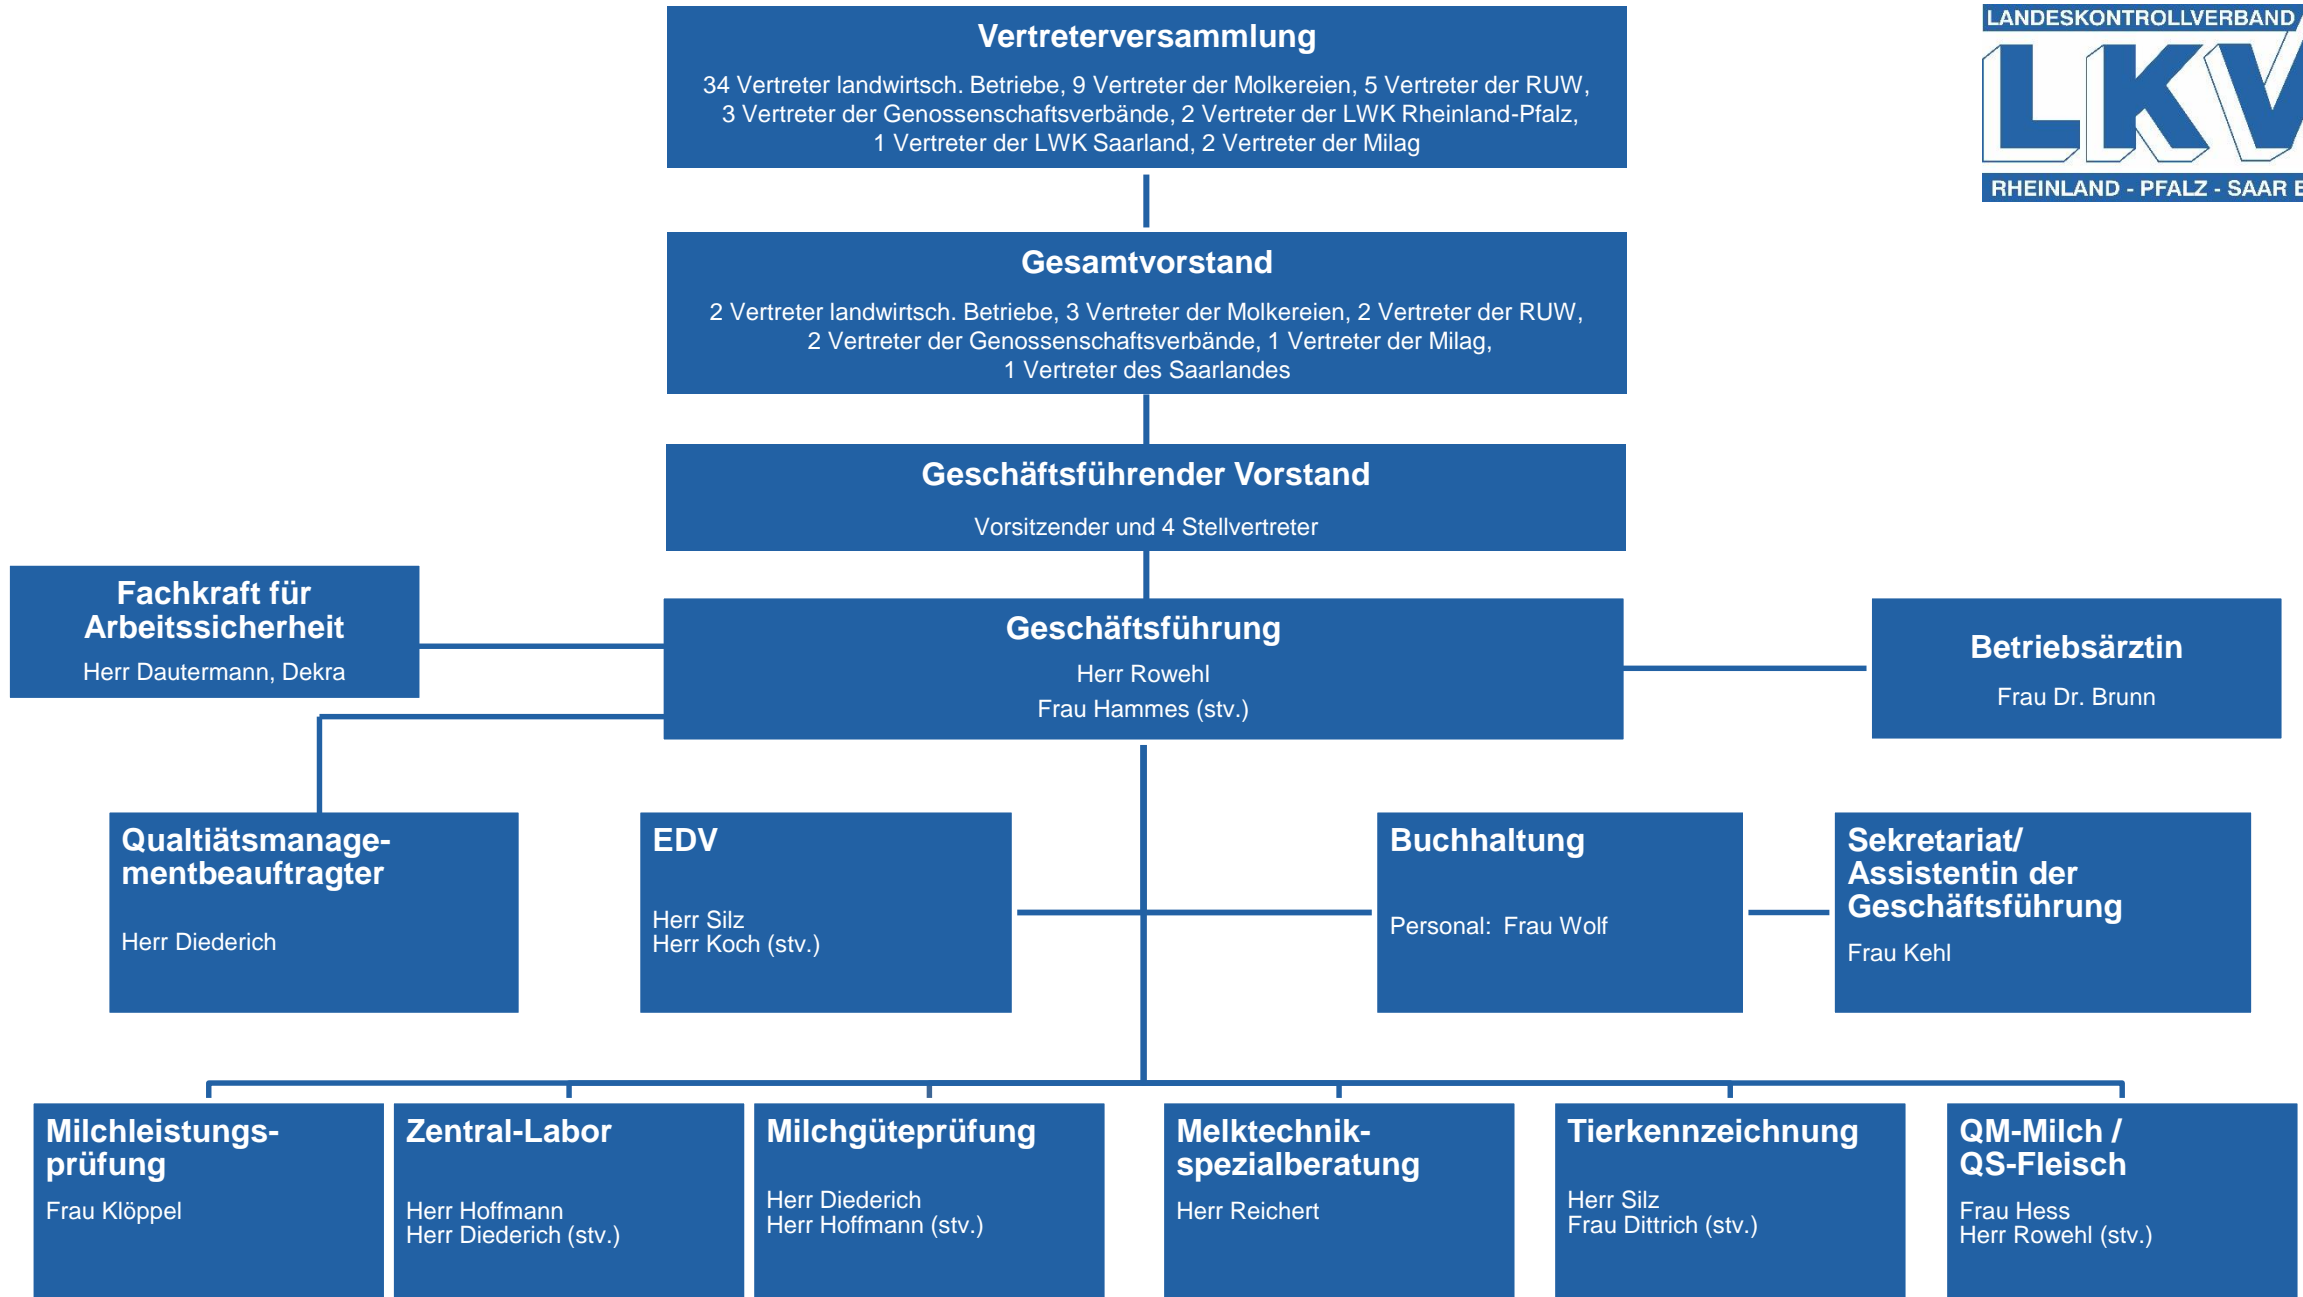 Vertreterversammlung
34 Vertreter landwirtsch. Betriebe, 9 Vertreter der Molkereien, 5 Vertreter der RUW,
3 Vertreter der Genossenschaftsverbände, 2 Vertreter der LWK Rheinland-Pfalz,
1 Vertreter der LWK Saarland, 2 Vertreter der Milag
LANDESKONTROLLVERBAND
LKV
RHEINLAND - PFALZ - SAAR E
Gesamtvorstand
2 Vertreter landwirtsch. Betriebe, 3 Vertreter der Molkereien, 2 Vertreter der RUW,
2 Vertreter der Genossenschaftsverbände, 1 Vertreter der Milag,
1 Vertreter des Saarlandes
Geschäftsführender Vorstand
Vorsitzender und 4 Stellvertreter
Fachkraft für
Arbeitssicherheit
Herr Dautermann, Dekra
Geschäftsführung
Herr Rowehl
Frau Hammes (stv.)
Betriebsärztin
Frau Dr. Brunn
Qualtiätsmanage-
mentbeauftragter
Herr Diederich
EDV
Herr Silz
Herr Koch (stv.)
Buchhaltung
Personal: Frau Wolf
Sekretariat/
Assistentin der
Geschäftsführung
Frau Kehl
Milchleistungs-
prüfung
Frau Klöppel
Zentral-Labor
Herr Hoffmann
Herr Diederich (stv.)
Milchgüteprüfung
Herr Diederich
Herr Hoffmann (stv.)
Melktechnik-
spezialberatung
Herr Reichert
Tierkennzeichnung
Herr Silz
Frau Dittrich (stv.)
QM-Milch /
QS-Fleisch
Frau Hess
Herr Rowehl (stv.)